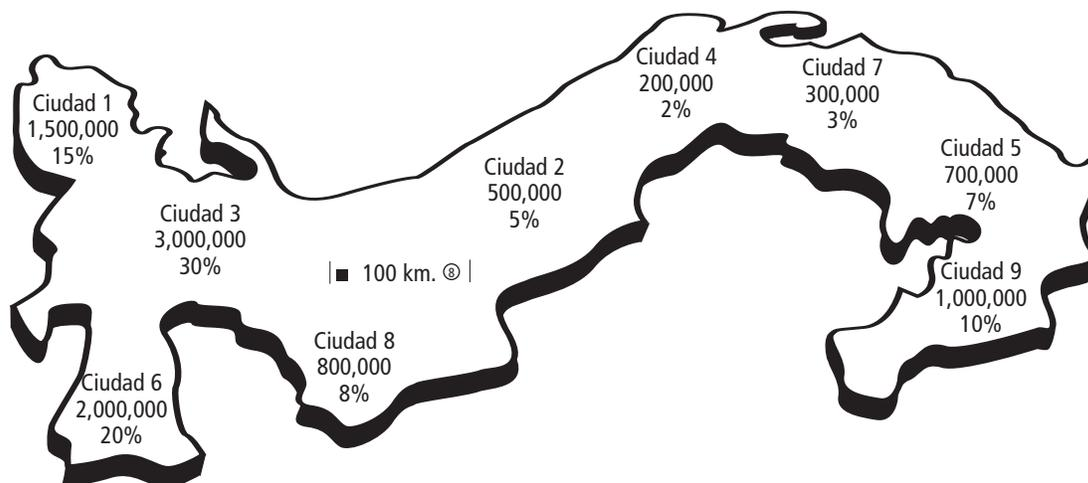 Ciudad 1
1,500,000
15%
Ciudad 3
3,000,000
30%
Ciudad 6
2,000,000
20%
■ 100 km. ⑧
Ciudad 8
800,000
8%
Ciudad 2
500,000
5%
Ciudad 4
200,000
2%
Ciudad 7
300,000
3%
Ciudad 5
700,000
7%
Ciudad 9
1,000,000
10%